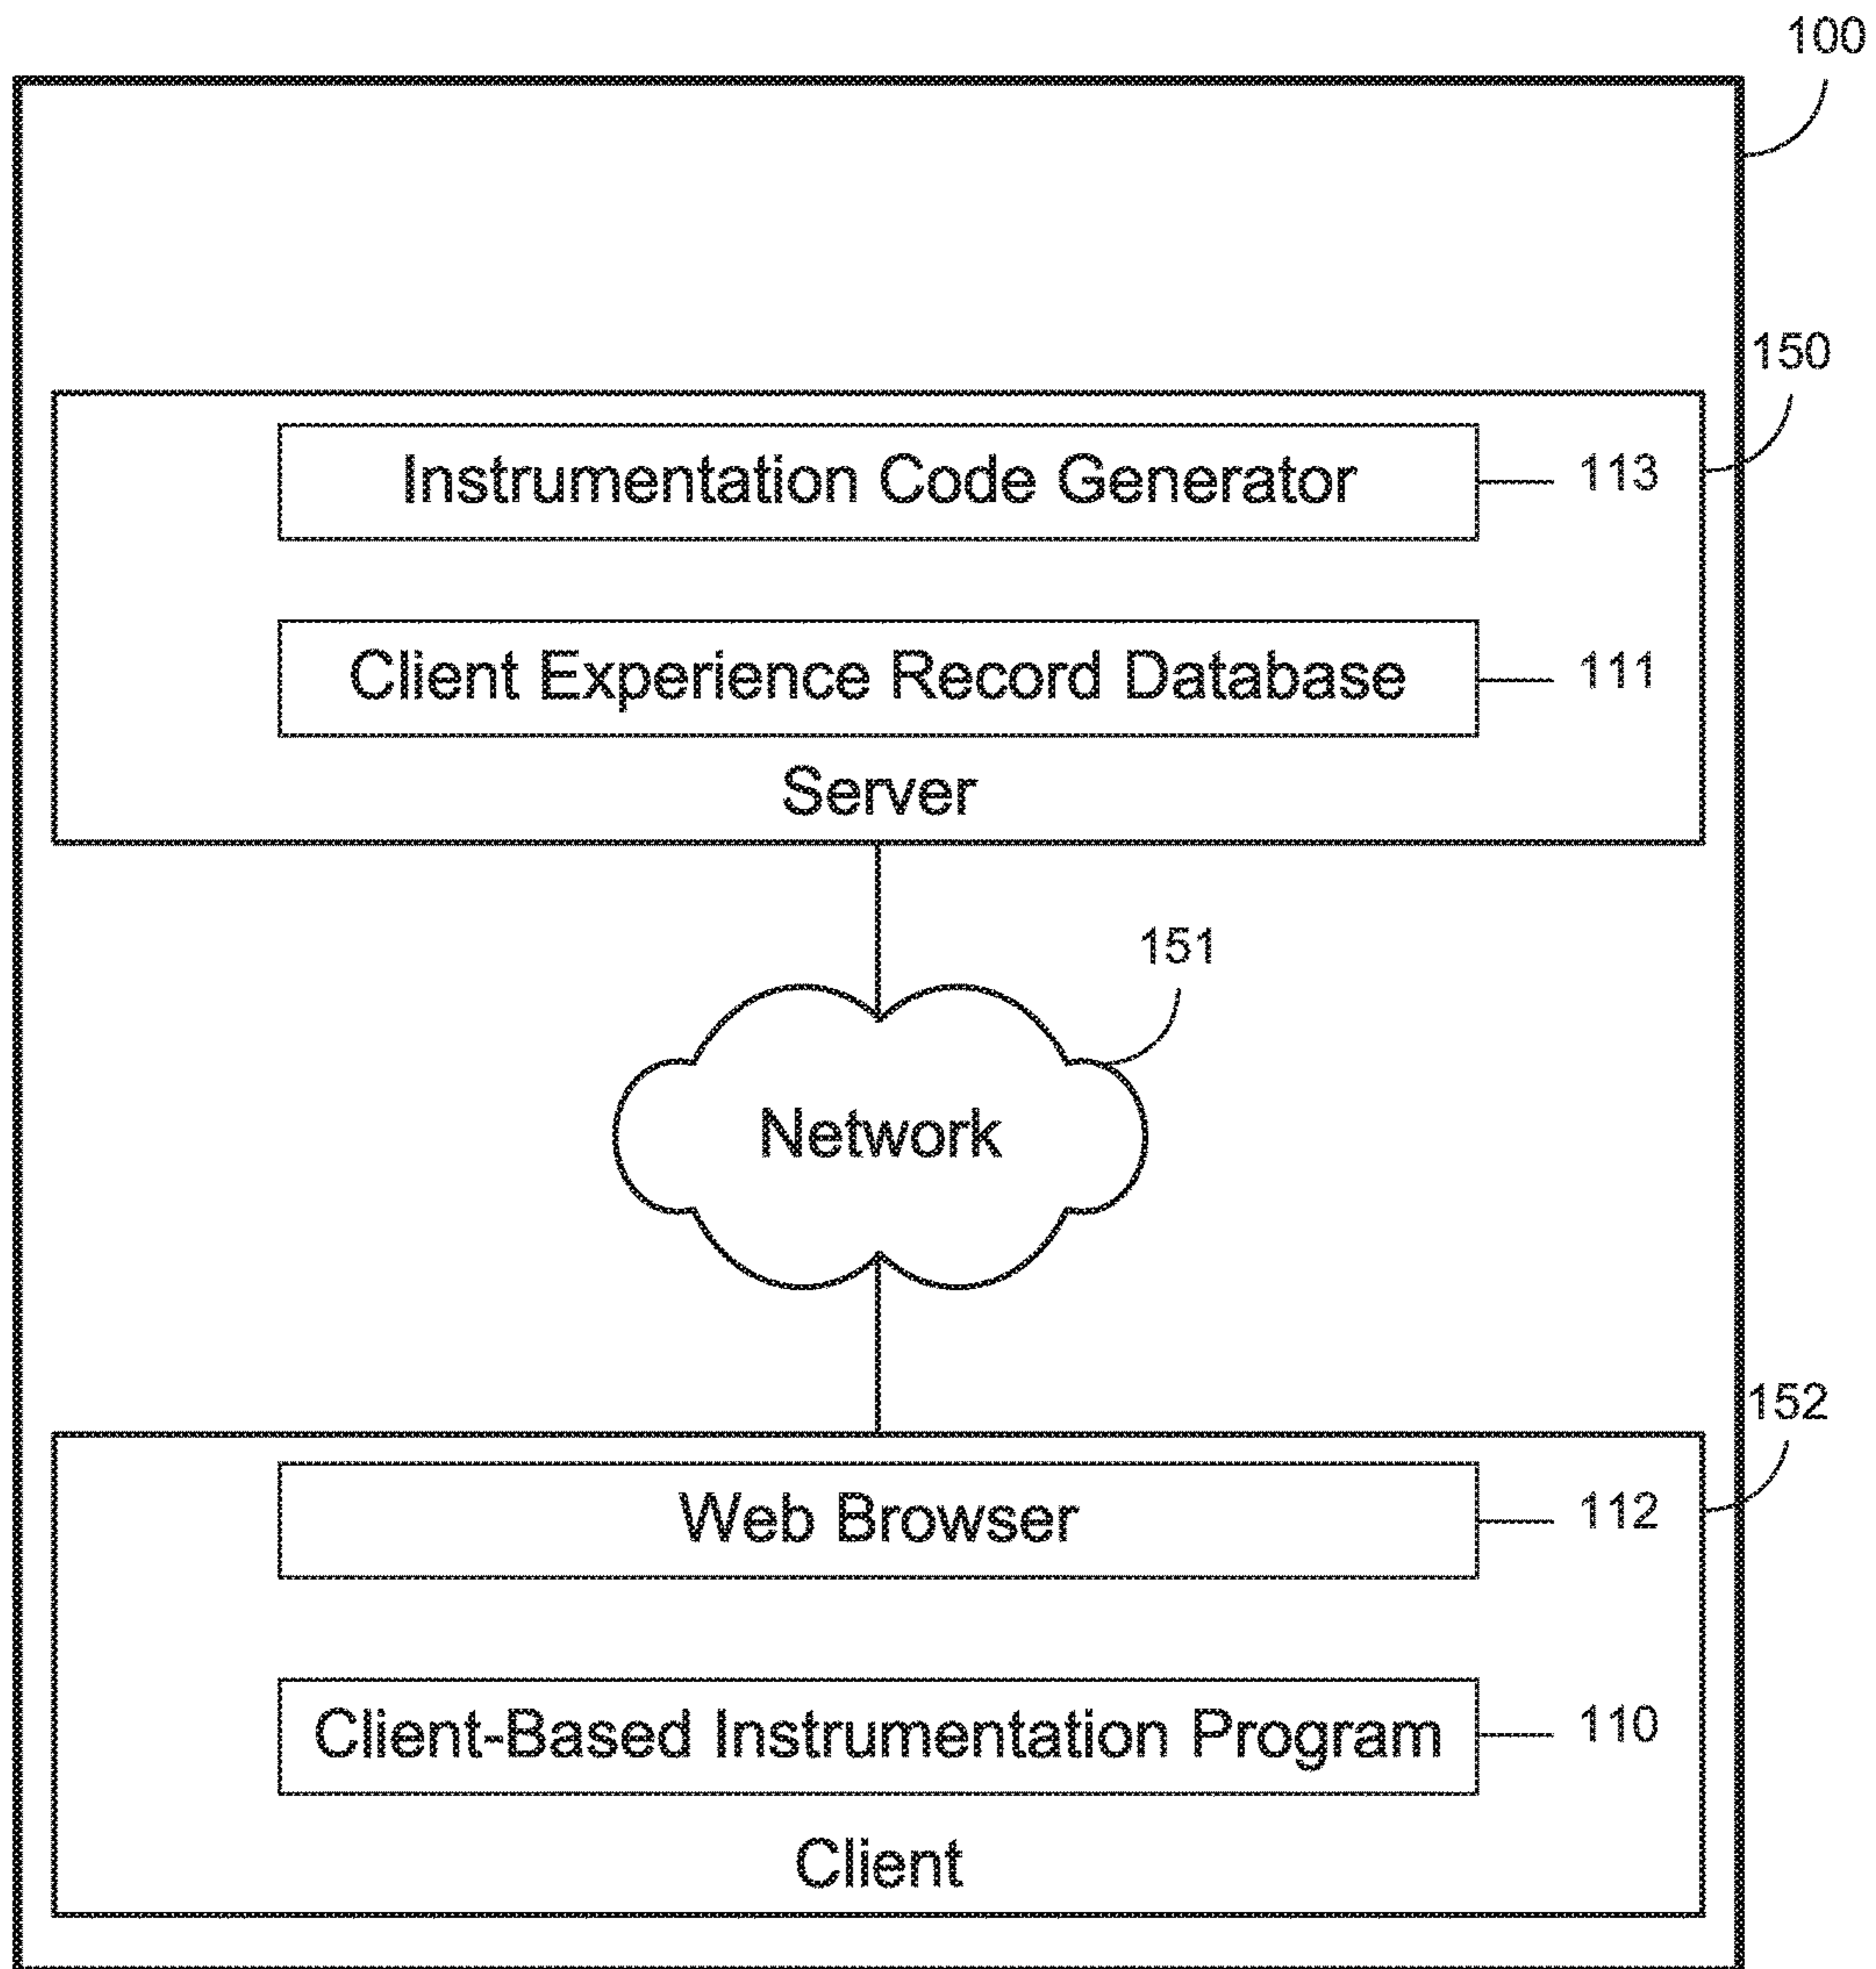 100
150
Instrumentation Code Generator 113
Client Experience Record Database 111
Server
151
Network
152
Web Browser 112
Client-Based Instrumentation Program 110
Client